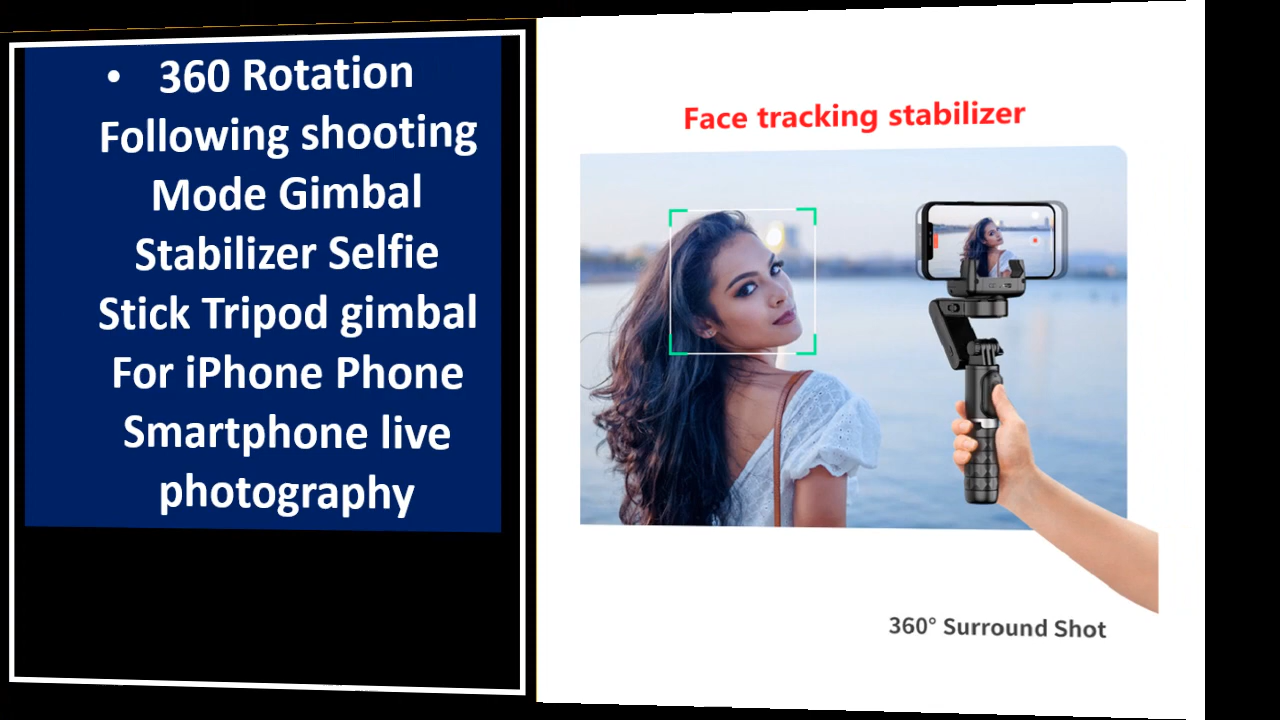 • 360 Rotation
Following shooting
Mode Gimbal
Stabilizer Selfie
Stick Tripod gimbal
For iPhone Phone
Smartphone live
photography
Face tracking stabilizer
360° Surround Shot